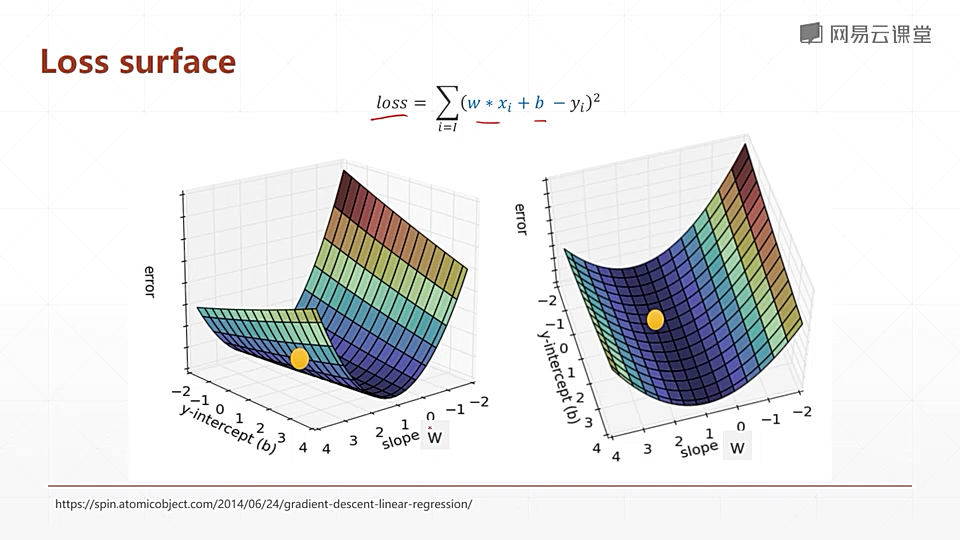 网易云课堂
Loss surface
loss = ∑ (w * xᵢ + b − yᵢ)²
i=I
error
−2 −1 0 1 2 3 4
y-intercept (b)
4 3 2 1 0 −1 −2
slope W
error
−2 −1 0 1 2 3 4
y-intercept (b)
4 3 2 1 0 −1 −2
slope W
https://spin.atomicobject.com/2014/06/24/gradient-descent-linear-regression/